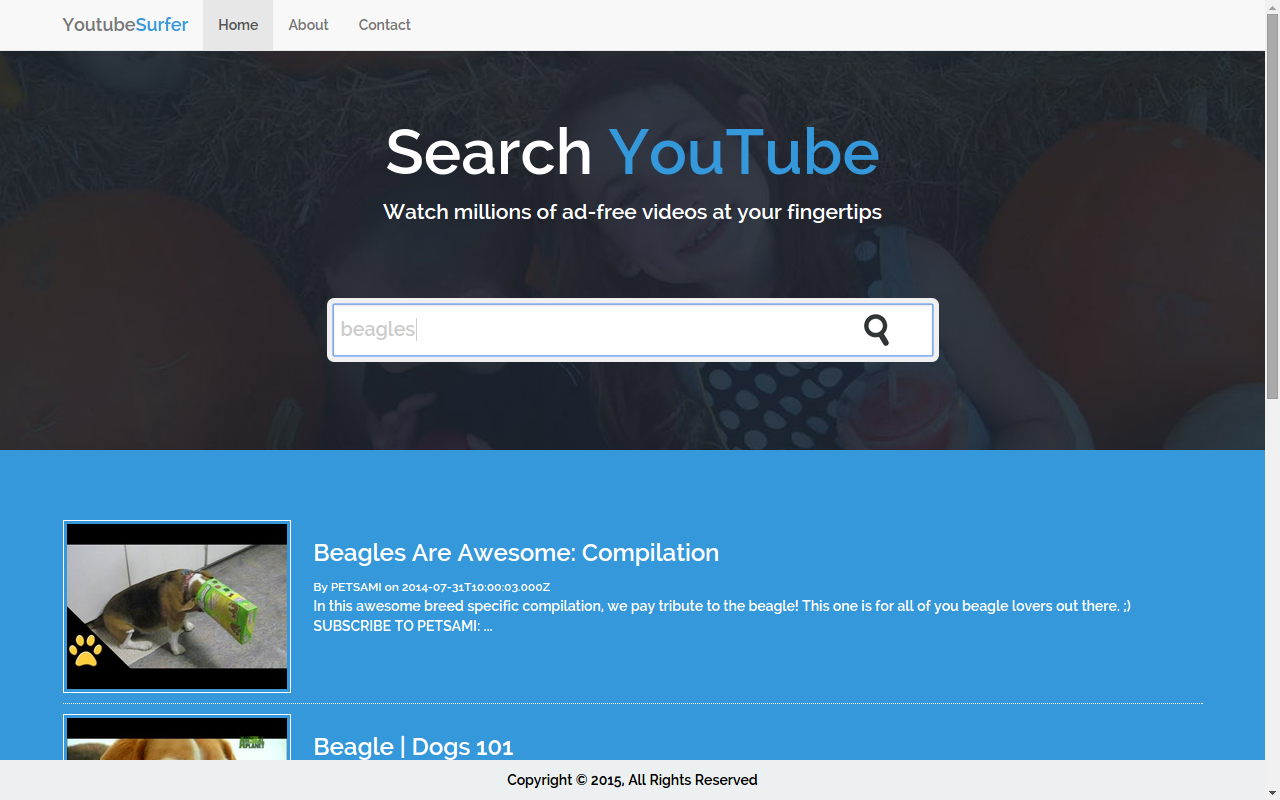 YoutubeSurfer Home About Contact
Search YouTube
Watch millions of ad-free videos at your fingertips
beagles
Beagles Are Awesome: Compilation
By PETSAMI on 2014-07-31T10:00:03.000Z
In this awesome breed specific compilation, we pay tribute to the beagle! This one is for all of you beagle lovers out there. ;)
SUBSCRIBE TO PETSAMI: ...
Beagle | Dogs 101
Copyright © 2015, All Rights Reserved